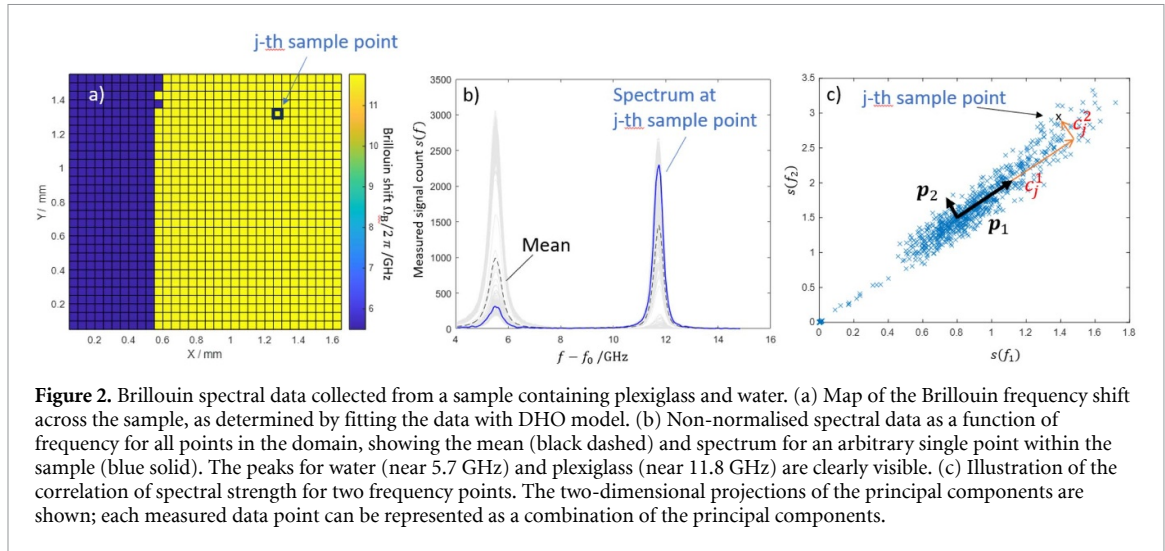 j-th sample point
a)
1.4
1.2
1
0.8
0.6
0.4
0.2
Y / mm
0.2 0.4 0.6 0.8 1 1.2 1.4 1.6
X / mm
11
10
9
8
7
6
Brillouin shift Ω_B/2 π /GHz
b)
3500
3000
2500
2000
1500
1000
500
0
Measured signal count s(f)
Spectrum at
j-th sample point
Mean
4 6 8 10 12 14 16
f − f₀ /GHz
c)
3.5
3
2.5
2
1.5
1
0.5
0
s(f₂)
j-th sample point
x
c_j^2
c_j^1
p₂
p₁
0 0.2 0.4 0.6 0.8 1 1.2 1.4 1.6 1.8
s(f₁)
Figure 2. Brillouin spectral data collected from a sample containing plexiglass and water. (a) Map of the Brillouin frequency shift
across the sample, as determined by fitting the data with DHO model. (b) Non-normalised spectral data as a function of
frequency for all points in the domain, showing the mean (black dashed) and spectrum for an arbitrary single point within the
sample (blue solid). The peaks for water (near 5.7 GHz) and plexiglass (near 11.8 GHz) are clearly visible. (c) Illustration of the
correlation of spectral strength for two frequency points. The two-dimensional projections of the principal components are
shown; each measured data point can be represented as a combination of the principal components.